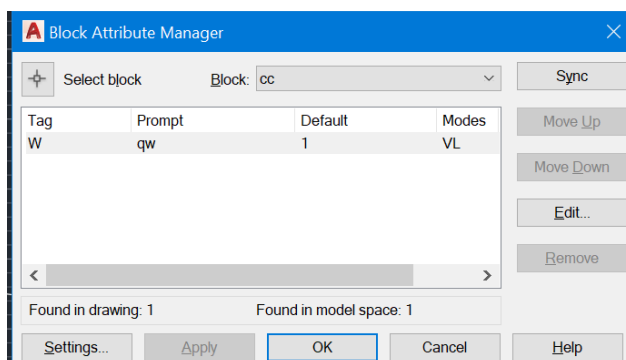 Block Attribute Manager
Select block Block: cc Sync
Tag Prompt Default Modes Move Up
W qw 1 VL
Move Down
Edit...
Remove
Found in drawing: 1 Found in model space: 1
Settings... Apply OK Cancel Help